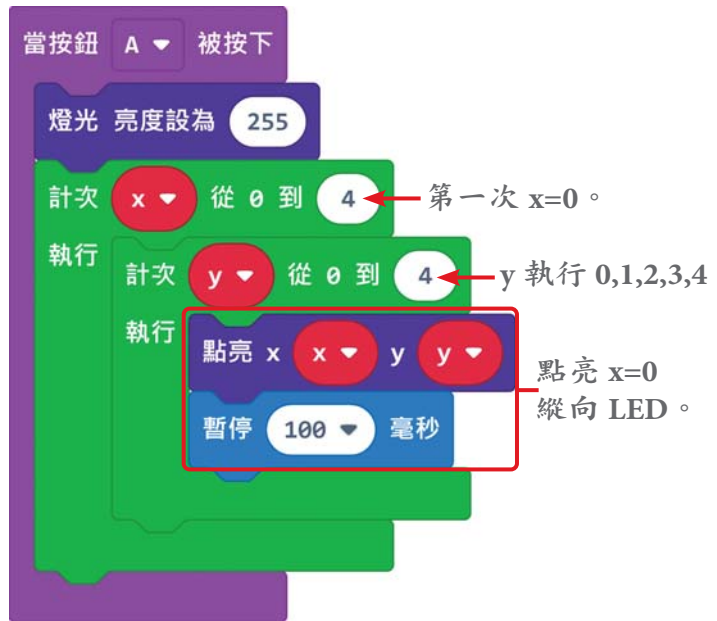 當按鈕 A 被按下
燈光 亮度設為 255
計次 x 從 0 到 4
第一次 x=0。
執行
計次 y 從 0 到 4
y 執行 0,1,2,3,4
執行
點亮 x x y y
暫停 100 毫秒
點亮 x=0
縱向 LED。